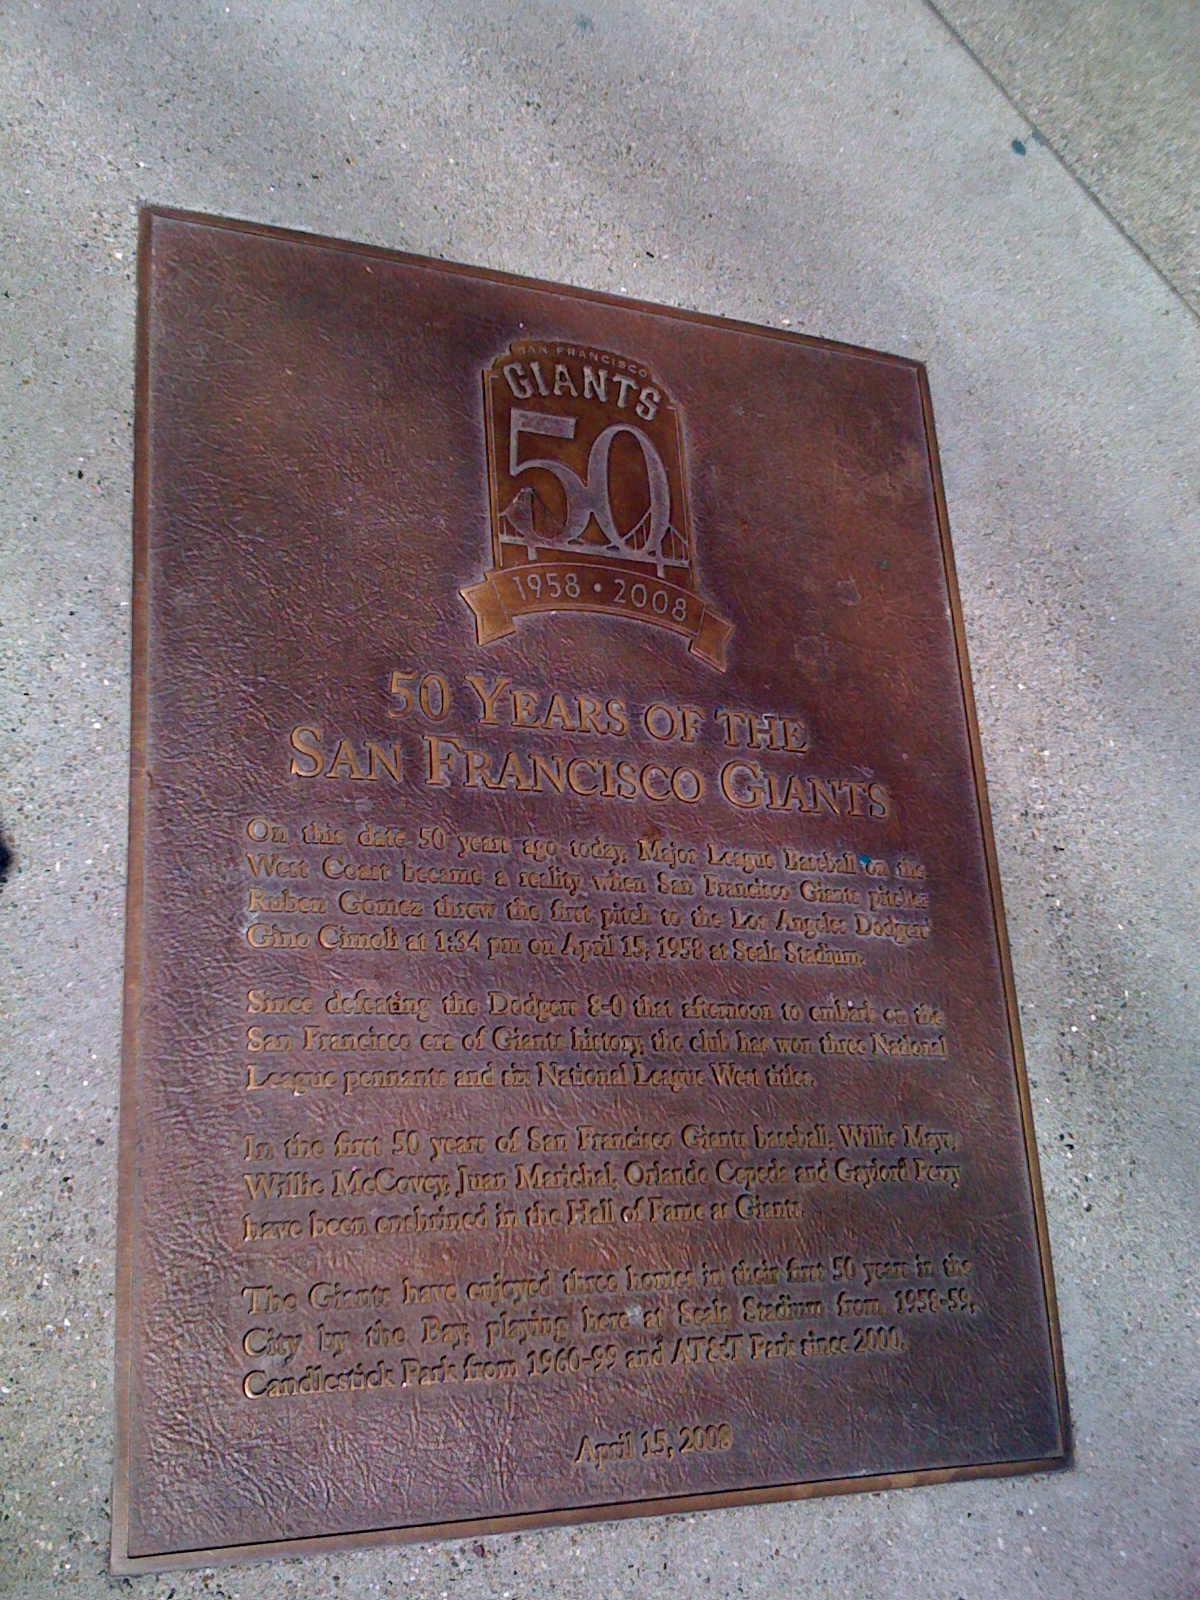 SAN FRANCISCO
GIANTS
50
1958 • 2008
50 YEARS OF THE
SAN FRANCISCO GIANTS
On this date 50 years ago today, Major League Baseball on the
West Coast became a reality when San Francisco Giants pitcher
Ruben Gomez threw the first pitch to the Los Angeles Dodgers
Gino Cimoli at 1:34 pm on April 15, 1958 at Seals Stadium.
Since defeating the Dodgers 8-0 that afternoon to embark on the
San Francisco era of Giants history, the club has won three National
League pennants and six National League West titles.
In the first 50 years of San Francisco Giants baseball, Willie Mays,
Willie McCovey, Juan Marichal, Orlando Cepeda and Gaylord Perry
have been enshrined in the Hall of Fame as Giants.
The Giants have enjoyed three homes in their first 50 years in the
City by the Bay, playing here at Seals Stadium from 1958-59,
Candlestick Park from 1960-99 and AT&T Park since 2000.
April 15, 2008